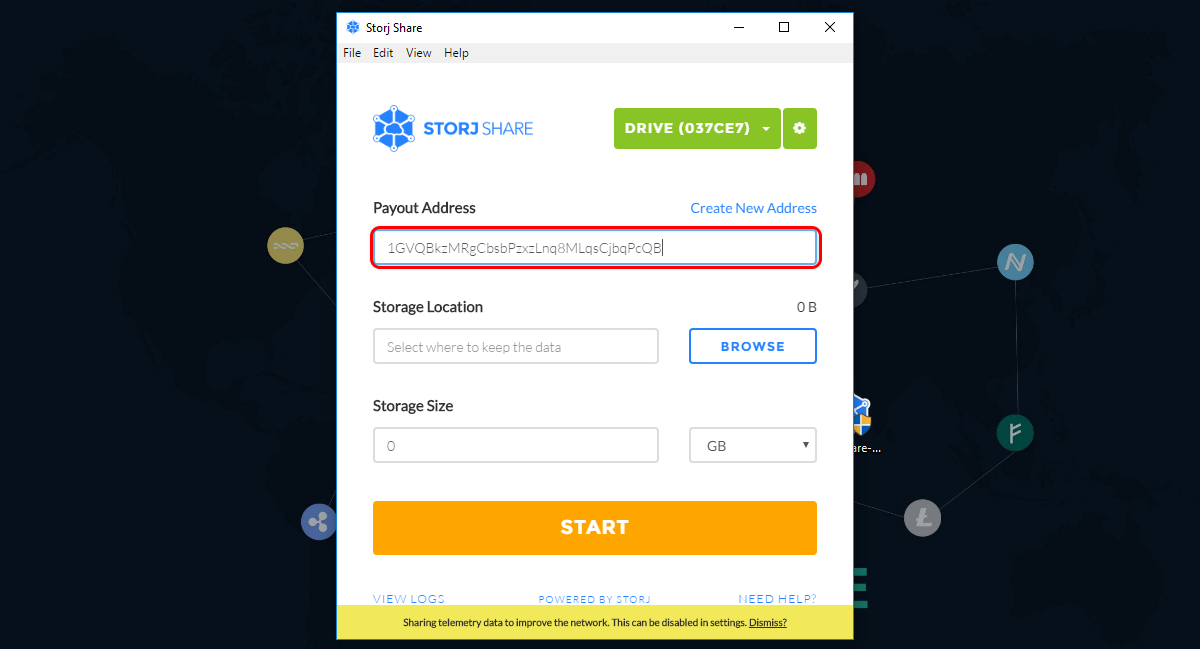 Storj Share
File Edit View Help
STORJ SHARE
DRIVE (037CE7)
Payout Address
Create New Address
1GVQBkzMRgCbsbPzxzLnq8MLqsCjbqPcQB
Storage Location
0 B
Select where to keep the data
BROWSE
Storage Size
0
GB
are-...
START
VIEW LOGS
POWERED BY STORJ
NEED HELP?
Sharing telemetry data to improve the network. This can be disabled in settings. Dismiss?